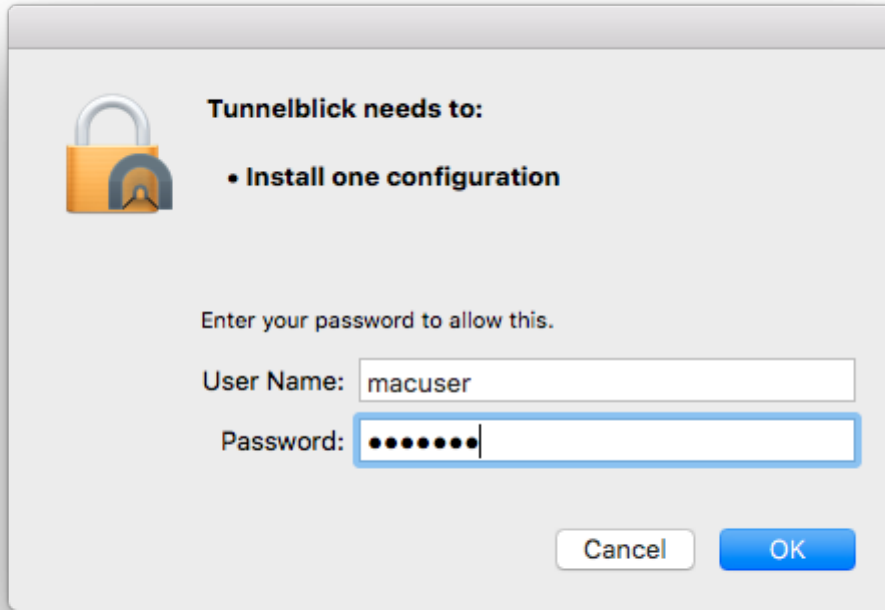 Tunnelblick needs to:
• Install one configuration
Enter your password to allow this.
User Name: macuser
Password: •••••••
Cancel OK